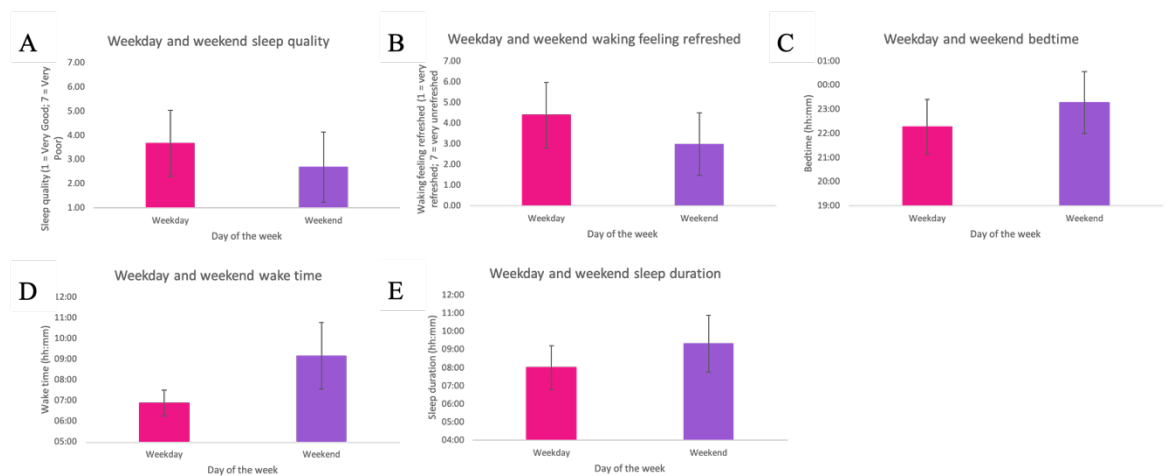 A
Weekday and weekend sleep quality
Sleep quality (1 = Very Good; 7 = Very
Poor)
7.00
6.00
5.00
4.00
3.00
2.00
1.00
Weekday
Weekend
Day of the week
B
Weekday and weekend waking feeling refreshed
Waking feeling refreshed (1 = very
refreshed; 7 = very unrefreshed
7.00
6.00
5.00
4.00
3.00
2.00
1.00
0.00
Weekday
Weekend
Day of the week
C
Weekday and weekend bedtime
Bedtime (hh:mm)
01:00
00:00
23:00
22:00
21:00
20:00
19:00
Weekday
Weekend
Day of the week
D
Weekday and weekend wake time
Wake time (hh:mm)
12:00
11:00
10:00
09:00
08:00
07:00
06:00
05:00
Weekday
Weekend
Day of the week
E
Weekday and weekend sleep duration
Sleep duration (hh:mm)
12:00
11:00
10:00
09:00
08:00
07:00
06:00
05:00
04:00
Weekday
Weekend
Day of the week